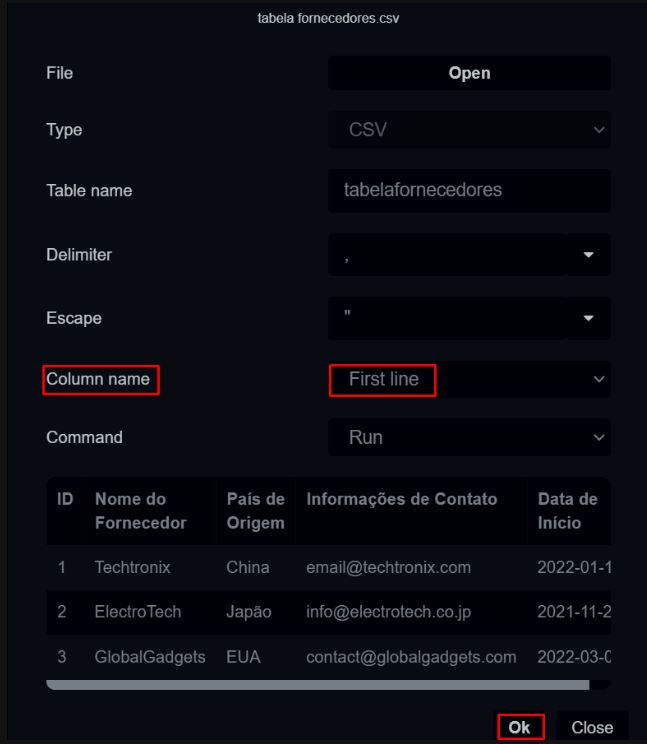 tabela fornecedores.csv
File Open
Type CSV
Table name tabelafornecedores
Delimiter ,
Escape "
Column name First line
Command Run
ID Nome do País de Informações de Contato Data de
Fornecedor Origem Início
1 Techtronix China email@techtronix.com 2022-01-1
2 ElectroTech Japão info@electrotech.co.jp 2021-11-2
3 GlobalGadgets EUA contact@globalgadgets.com 2022-03-0
Ok Close